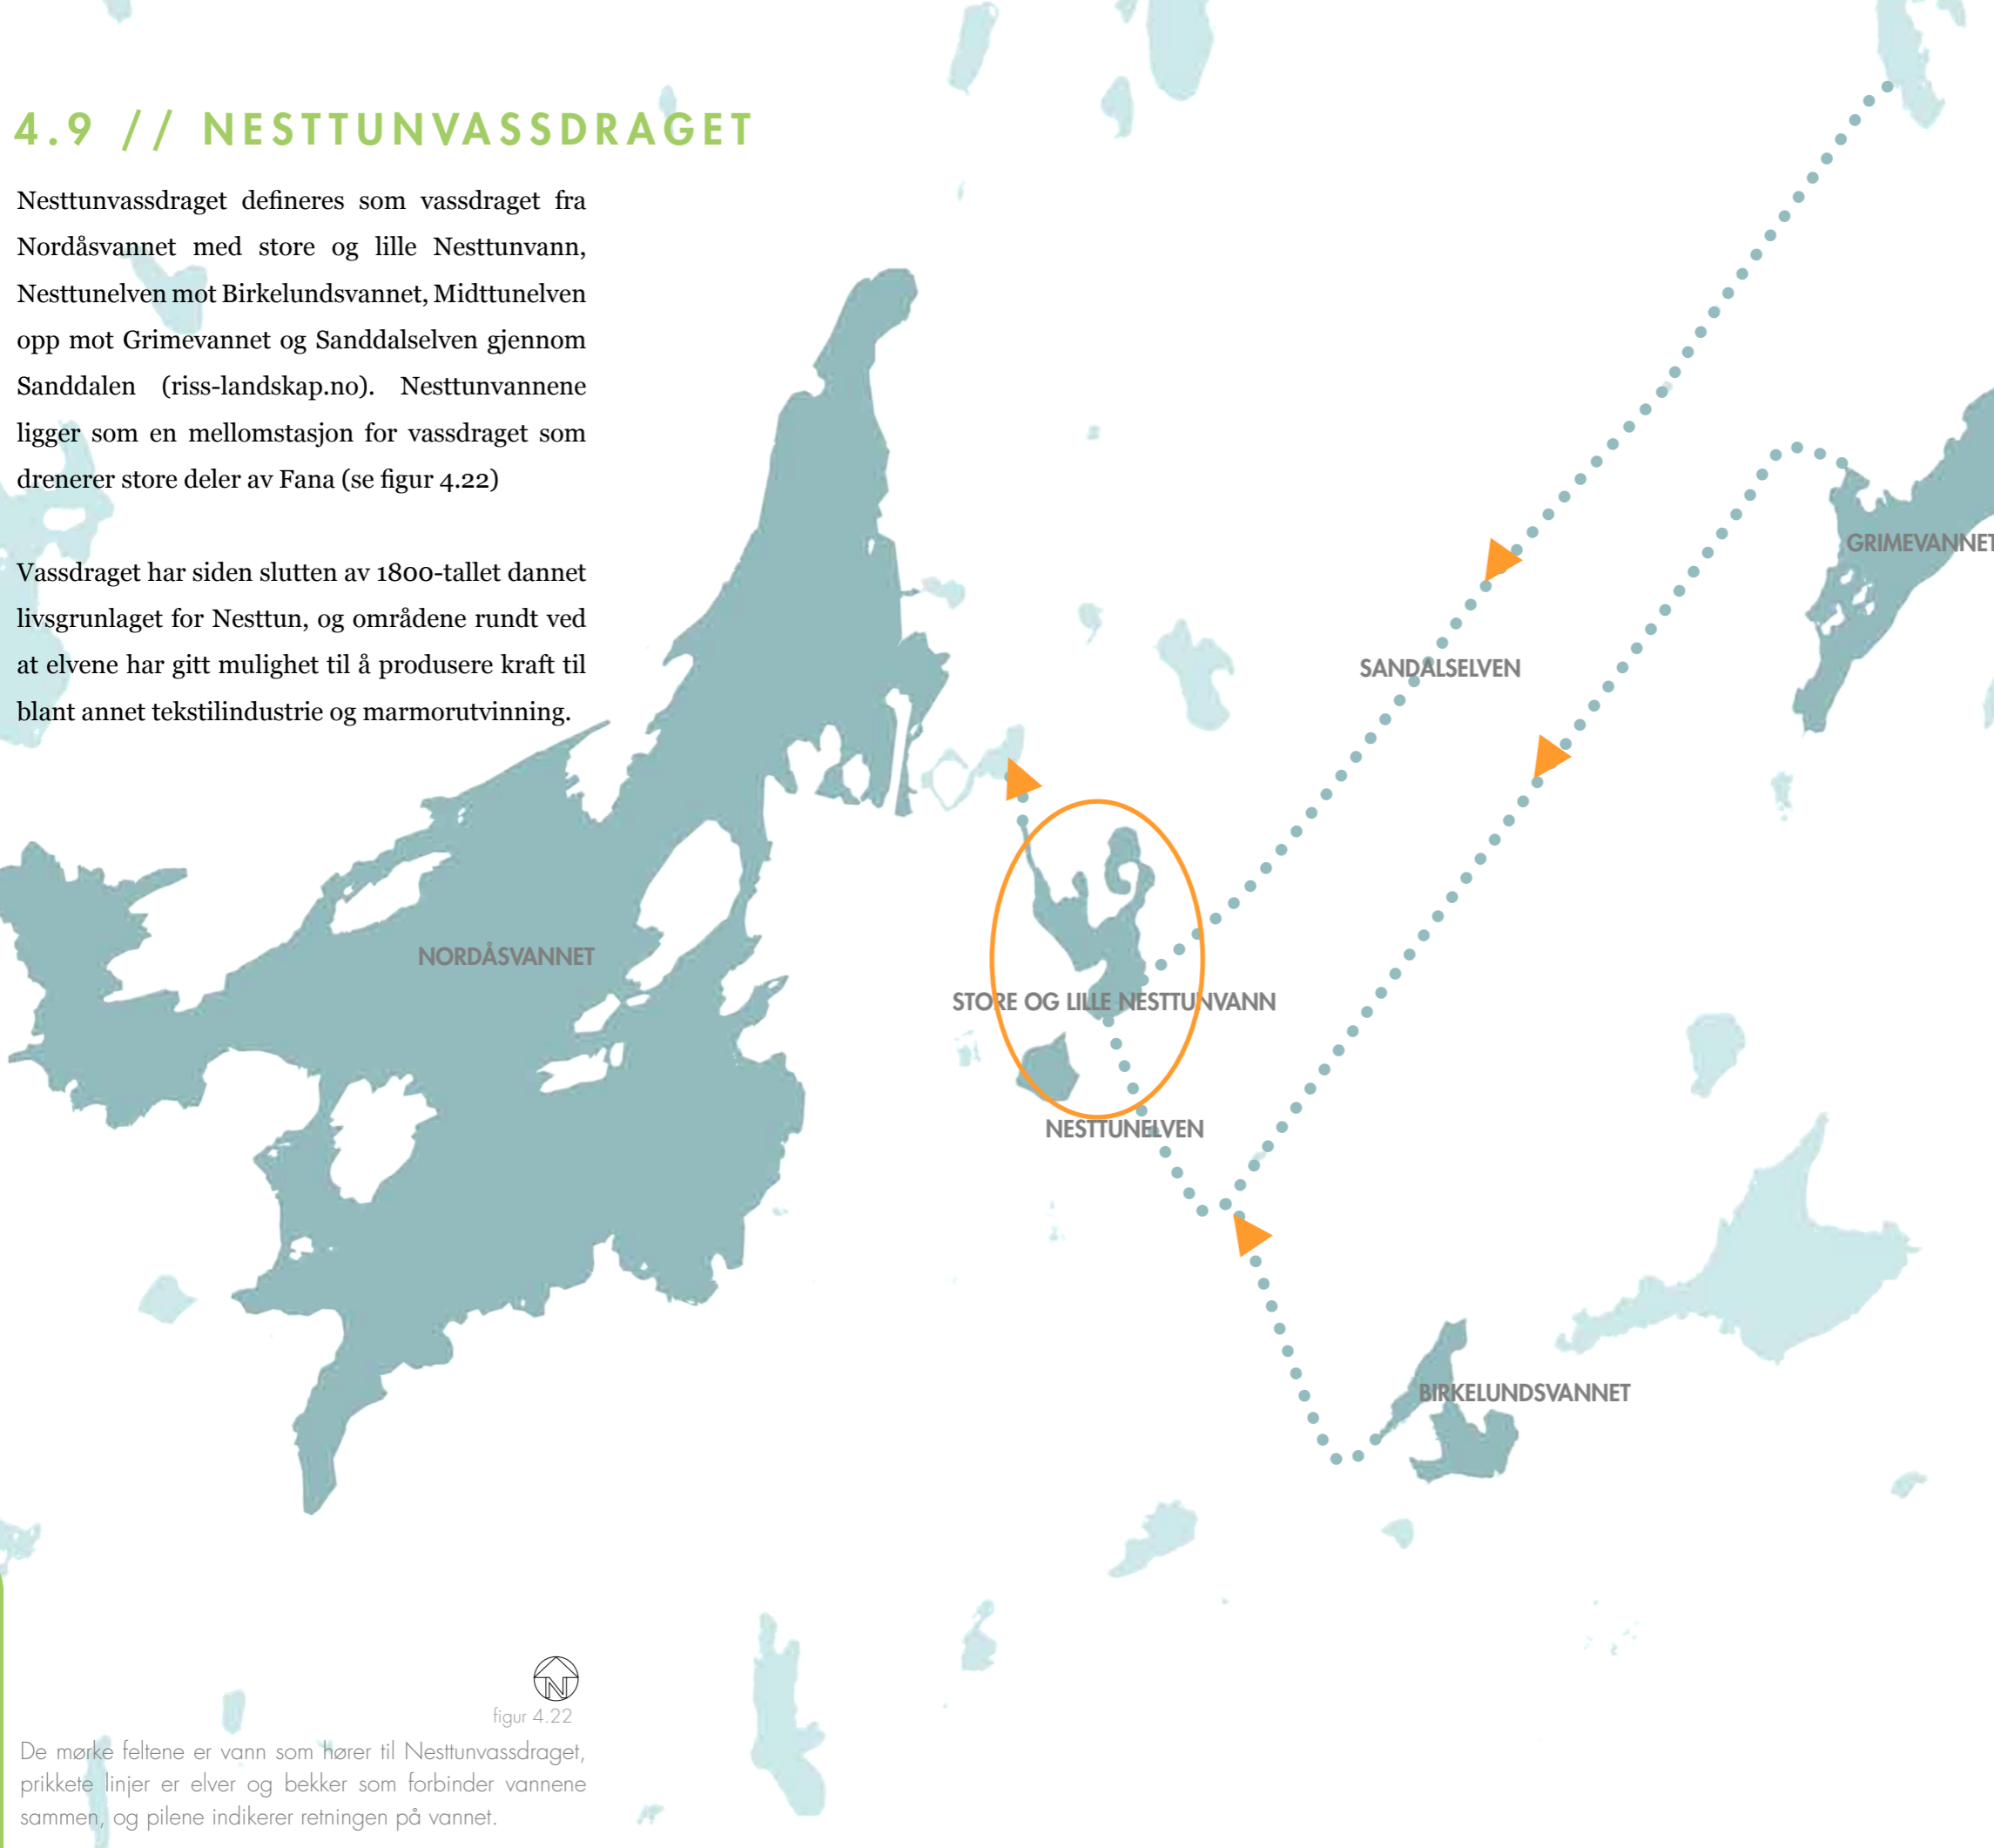 4.9 // NESTTUNVASSDRAGET
Nesttunvassdraget defineres som vassdraget fra
Nordåsvannet med store og lille Nesttunvann,
Nesttunelven mot Birkelundsvannet, Midttunelven
opp mot Grimevannet og Sanddalselven gjennom
Sanddalen (riss-landskap.no). Nesttunvannene
ligger som en mellomstasjon for vassdraget som
drenerer store deler av Fana (se figur 4.22)
Vassdraget har siden slutten av 1800-tallet dannet
livsgrunlaget for Nesttun, og områdene rundt ved
at elvene har gitt mulighet til å produsere kraft til
blant annet tekstilindustrie og marmorutvinning.
GRIMEVANNET
SANDALSELVEN
NORDÅSVANNET
STORE OG LILLE NESTTUNVANN
NESTTUNELVEN
BIRKELUNDSVANNET
N
figur 4.22
De mørke feltene er vann som hører til Nesttunvassdraget,
prikkete linjer er elver og bekker som forbinder vannene
sammen, og pilene indikerer retningen på vannet.